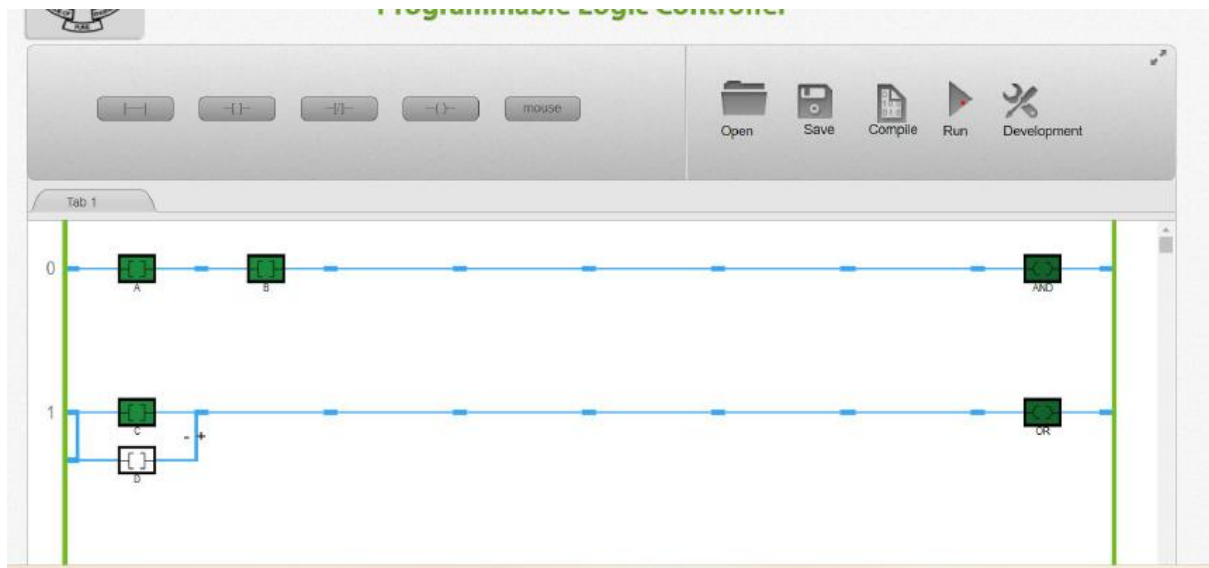 Programmable Logic Controller
mouse
Open Save Compile Run Development
Tab 1
0
A B AND
1
C OR
- +
D